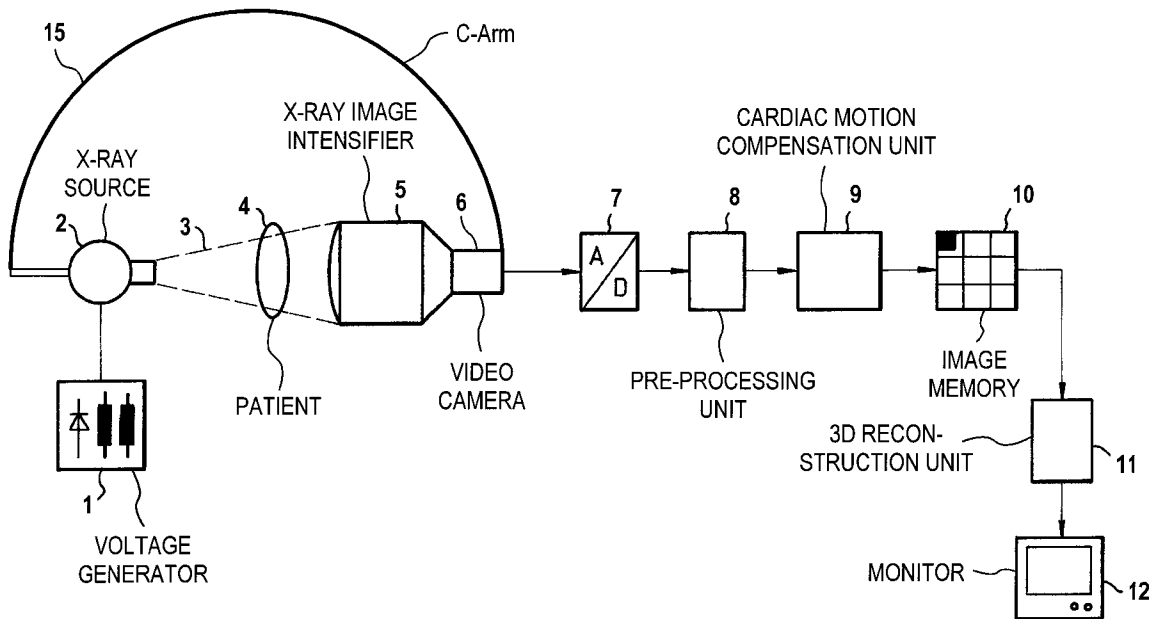 15
C-Arm
X-RAY IMAGE
INTENSIFIER
CARDIAC MOTION
COMPENSATION UNIT
X-RAY
SOURCE
2
3
4
5
6
7
8
9
10
A
D
VIDEO
CAMERA
PATIENT
PRE-PROCESSING
UNIT
IMAGE
MEMORY
1
VOLTAGE
GENERATOR
3D RECON-
STRUCTION UNIT
11
MONITOR
12